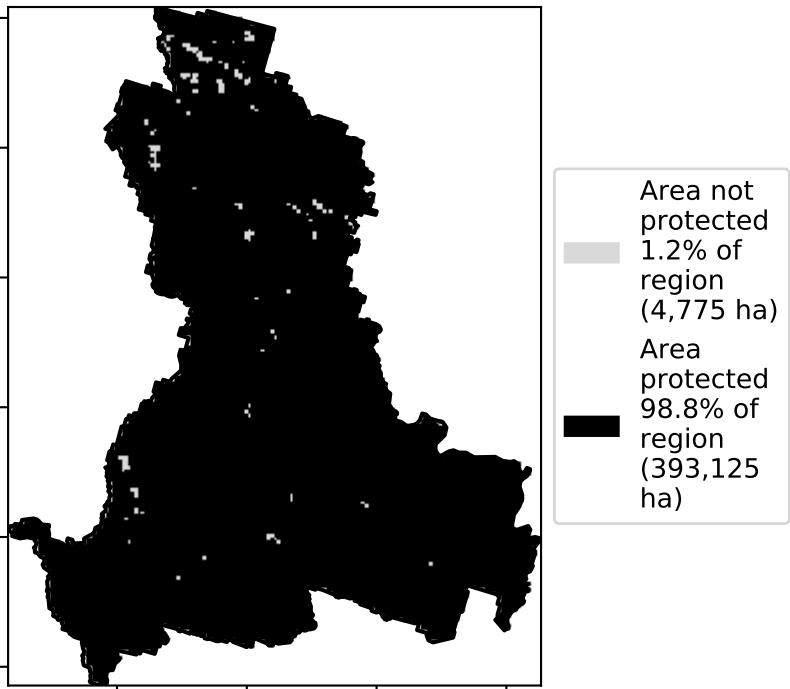 Area not
protected
1.2% of
region
(4,775 ha)
Area
protected
98.8% of
region
(393,125
ha)